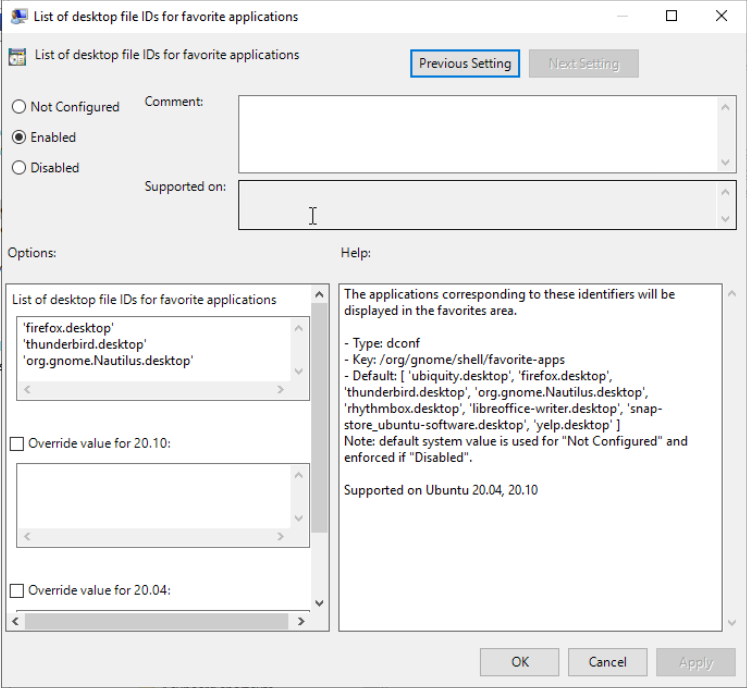 List of desktop file IDs for favorite applications
List of desktop file IDs for favorite applications
Previous Setting
Next Setting
Not Configured
Comment:
Enabled
Disabled
Supported on:
Options:
Help:
List of desktop file IDs for favorite applications
'firefox.desktop'
'thunderbird.desktop'
'org.gnome.Nautilus.desktop'
Override value for 20.10:
Override value for 20.04:
The applications corresponding to these identifiers will be
displayed in the favorites area.
- Type: dconf
- Key: /org/gnome/shell/favorite-apps
- Default: [ 'ubiquity.desktop', 'firefox.desktop',
'thunderbird.desktop', 'org.gnome.Nautilus.desktop',
'rhythmbox.desktop', 'libreoffice-writer.desktop', 'snap-
store_ubuntu-software.desktop', 'yelp.desktop' ]
Note: default system value is used for "Not Configured" and
enforced if "Disabled".
Supported on Ubuntu 20.04, 20.10
OK
Cancel
Apply